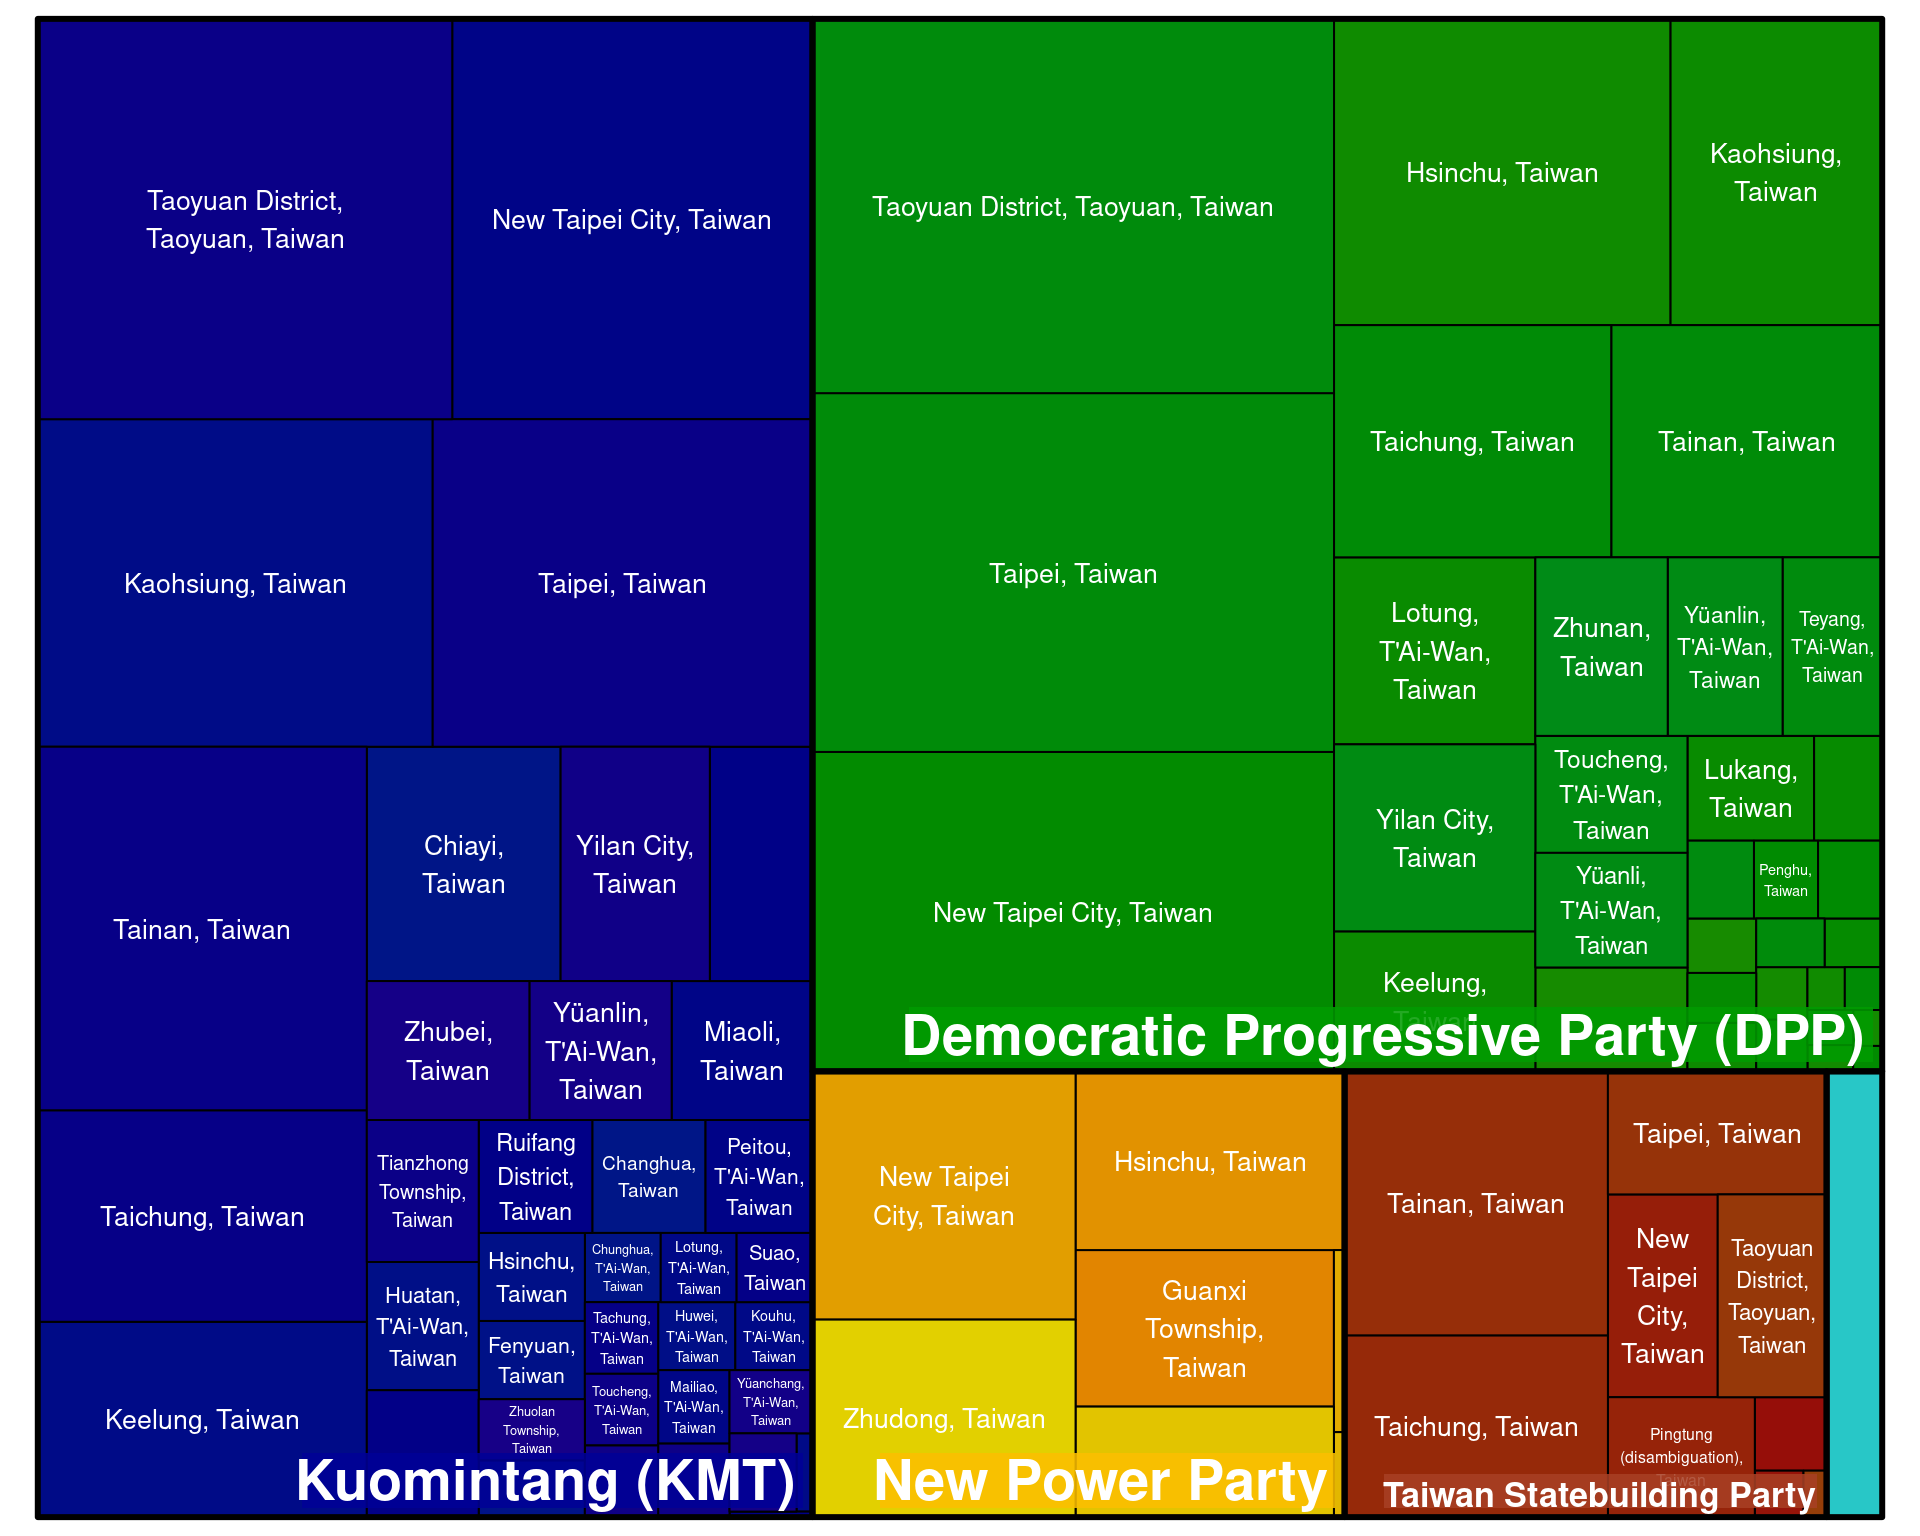 Taoyuan District,
Taoyuan, Taiwan
New Taipei City, Taiwan
Kaohsiung, Taiwan
Taipei, Taiwan
Tainan, Taiwan
Chiayi,
Taiwan
Yilan City,
Taiwan
Zhubei,
Taiwan
Yüanlin,
T'Ai-Wan,
Taiwan
Miaoli,
Taiwan
Taichung, Taiwan
Tianzhong
Township,
Taiwan
Ruifang
District,
Taiwan
Changhua,
Taiwan
Peitou,
T'Ai-Wan,
Taiwan
Huatan,
T'Ai-Wan,
Taiwan
Hsinchu,
Taiwan
Chunghua,
T'Ai-Wan,
Taiwan
Lotung,
T'Ai-Wan,
Taiwan
Suao,
Taiwan
Fenyuan,
Taiwan
Tachung,
T'Ai-Wan,
Taiwan
Huwei,
T'Ai-Wan,
Taiwan
Kouhu,
T'Ai-Wan,
Taiwan
Keelung, Taiwan
Zhuolan
Township,
Taiwan
Toucheng,
T'Ai-Wan,
Taiwan
Mailiao,
T'Ai-Wan,
Taiwan
Yüanchang,
T'Ai-Wan,
Taiwan
Kuomintang (KMT)
Taoyuan District, Taoyuan, Taiwan
Taipei, Taiwan
New Taipei City, Taiwan
Hsinchu, Taiwan
Kaohsiung,
Taiwan
Taichung, Taiwan
Tainan, Taiwan
Lotung,
T'Ai-Wan,
Taiwan
Zhunan,
Taiwan
Yüanlin,
T'Ai-Wan,
Taiwan
Teyang,
T'Ai-Wan,
Taiwan
Yilan City,
Taiwan
Toucheng,
T'Ai-Wan,
Taiwan
Lukang,
Taiwan
Yüanli,
T'Ai-Wan,
Taiwan
Penghu,
Taiwan
Keelung,
Taiwan
Democratic Progressive Party (DPP)
New Taipei
City, Taiwan
Hsinchu, Taiwan
Guanxi
Township,
Taiwan
Zhudong, Taiwan
New Power Party
Tainan, Taiwan
Taipei, Taiwan
New
Taipei
City,
Taiwan
Taoyuan
District,
Taoyuan,
Taiwan
Taichung, Taiwan
Pingtung
(disambiguation),
Taiwan
Taiwan Statebuilding Party